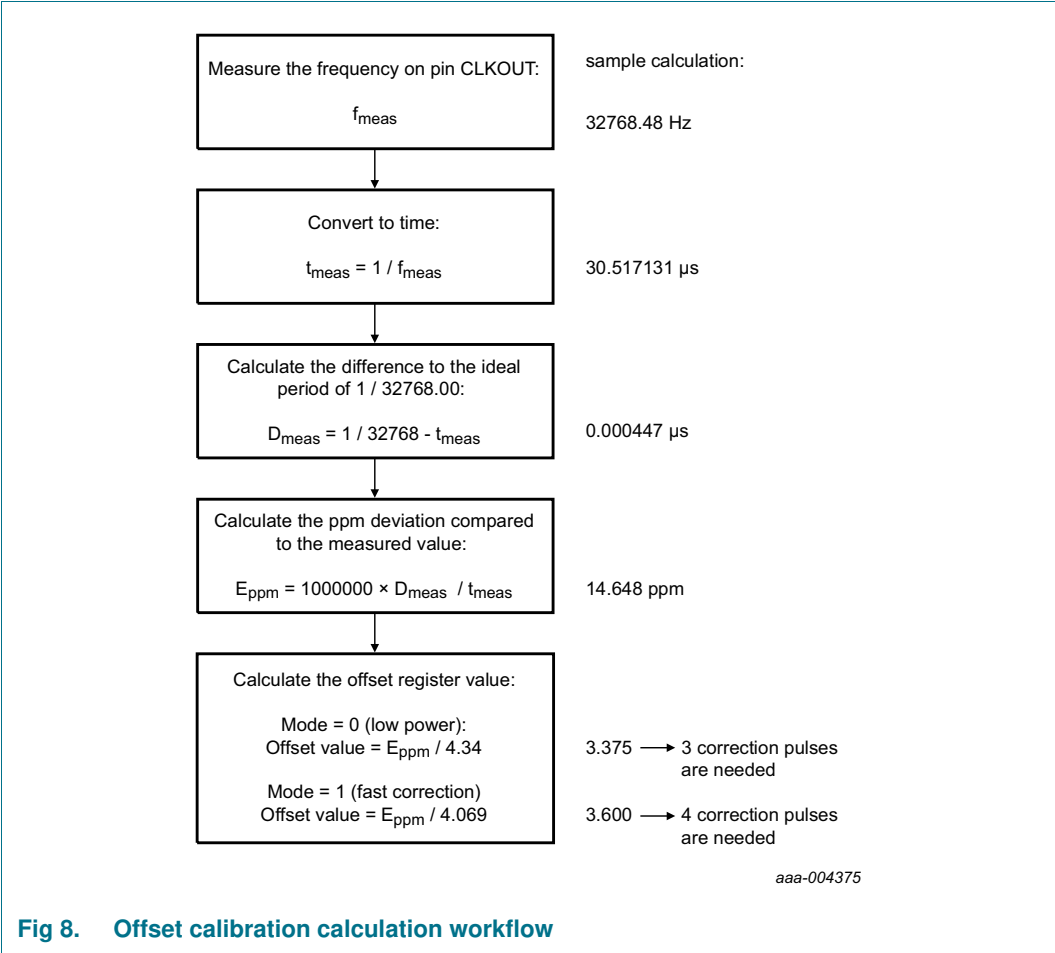 Measure the frequency on pin CLKOUT:
fmeas
sample calculation:
32768.48 Hz
Convert to time:
tmeas = 1 / fmeas
30.517131 µs
Calculate the difference to the ideal
period of 1 / 32768.00:
Dmeas = 1 / 32768 - tmeas
0.000447 µs
Calculate the ppm deviation compared
to the measured value:
Eppm = 1000000 × Dmeas / tmeas
14.648 ppm
Calculate the offset register value:
Mode = 0 (low power):
Offset value = Eppm / 4.34
3.375 → 3 correction pulses
are needed
Mode = 1 (fast correction)
Offset value = Eppm / 4.069
3.600 → 4 correction pulses
are needed
aaa-004375
Fig 8. Offset calibration calculation workflow